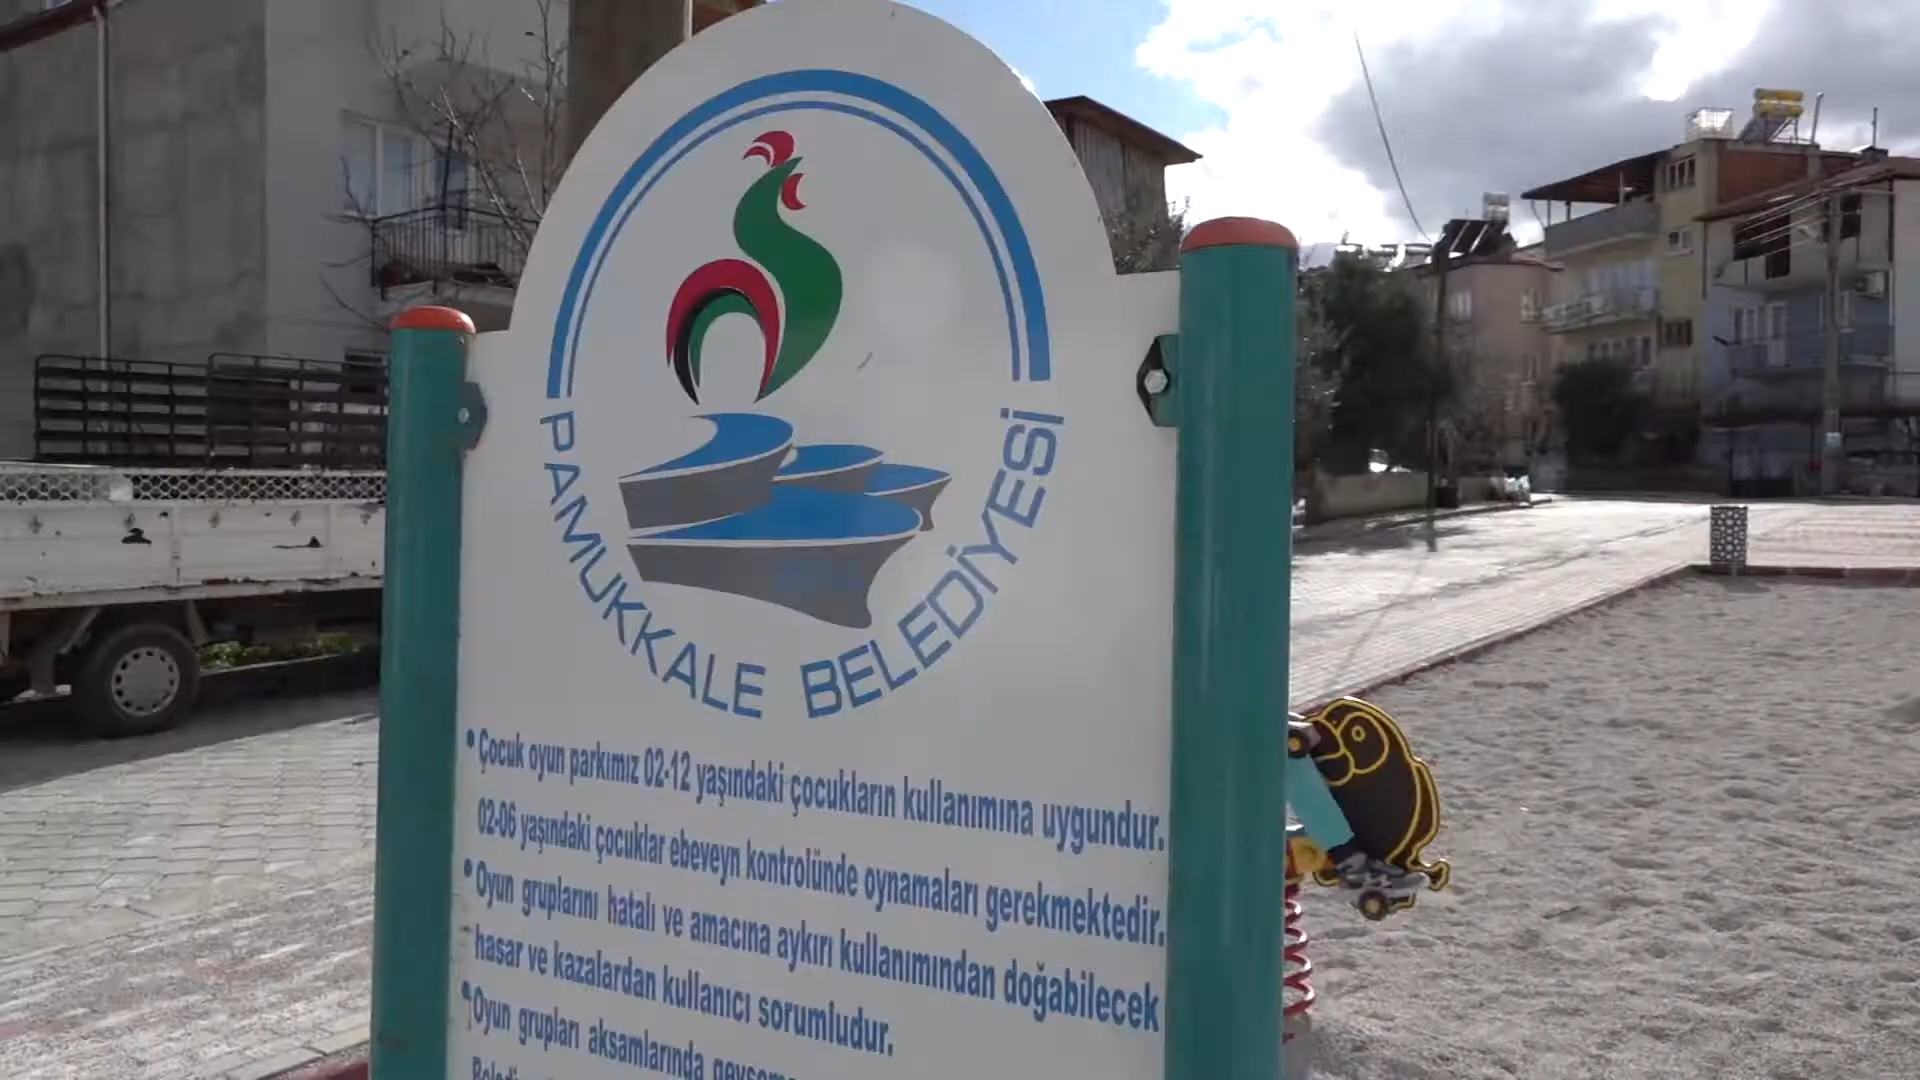 PAMUKKALE BELEDİYESİ
• Çocuk oyun parkımız 02-12 yaşındaki çocukların kullanımına uygundur.
02-06 yaşındaki çocuklar ebeveyn kontrolünde oynamaları gerekmektedir.
• Oyun gruplarını hatalı ve amacına aykırı kullanımından doğabilecek
hasar ve kazalardan kullanıcı sorumludur.
• Oyun grupları aksamlarında